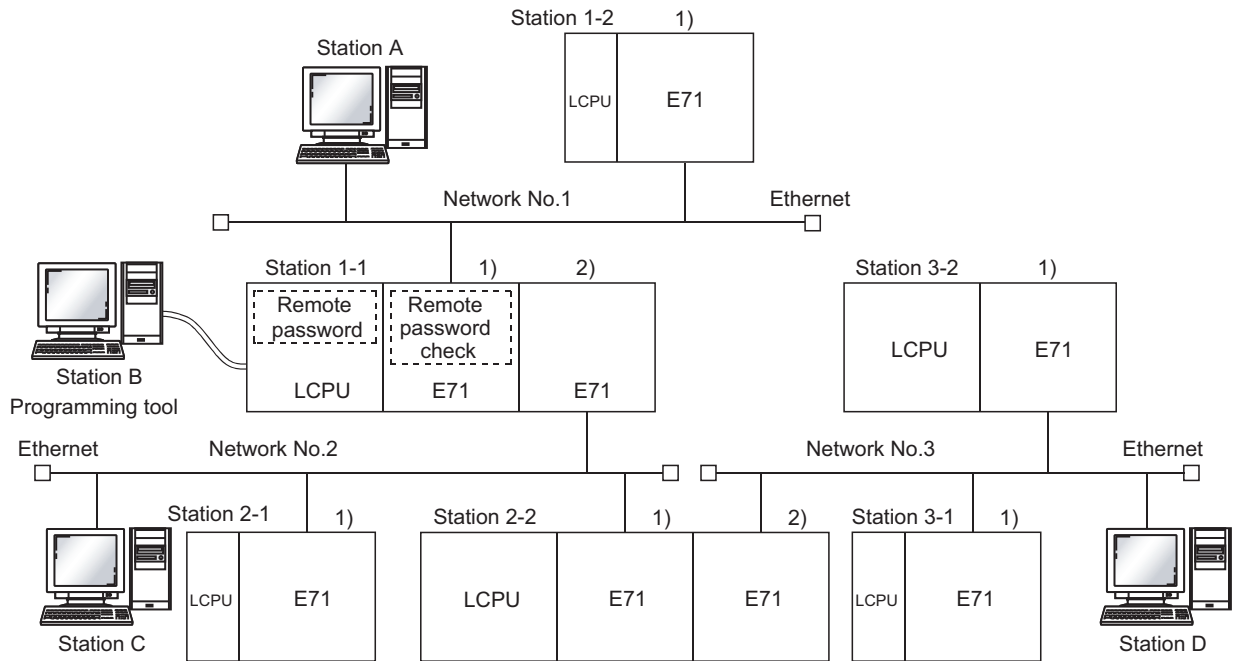 Station 1-2 1)
Station A
LCPU E71
Network No.1 Ethernet
Station 1-1 1) 2)
Remote password
Remote password check
LCPU E71 E71
Station B
Programming tool
Station 3-2 1)
LCPU E71
Ethernet Network No.2
Network No.3 Ethernet
Station 2-1 1)
LCPU E71
Station C
Station 2-2 1) 2)
LCPU E71 E71
Station 3-1 1)
LCPU E71
Station D